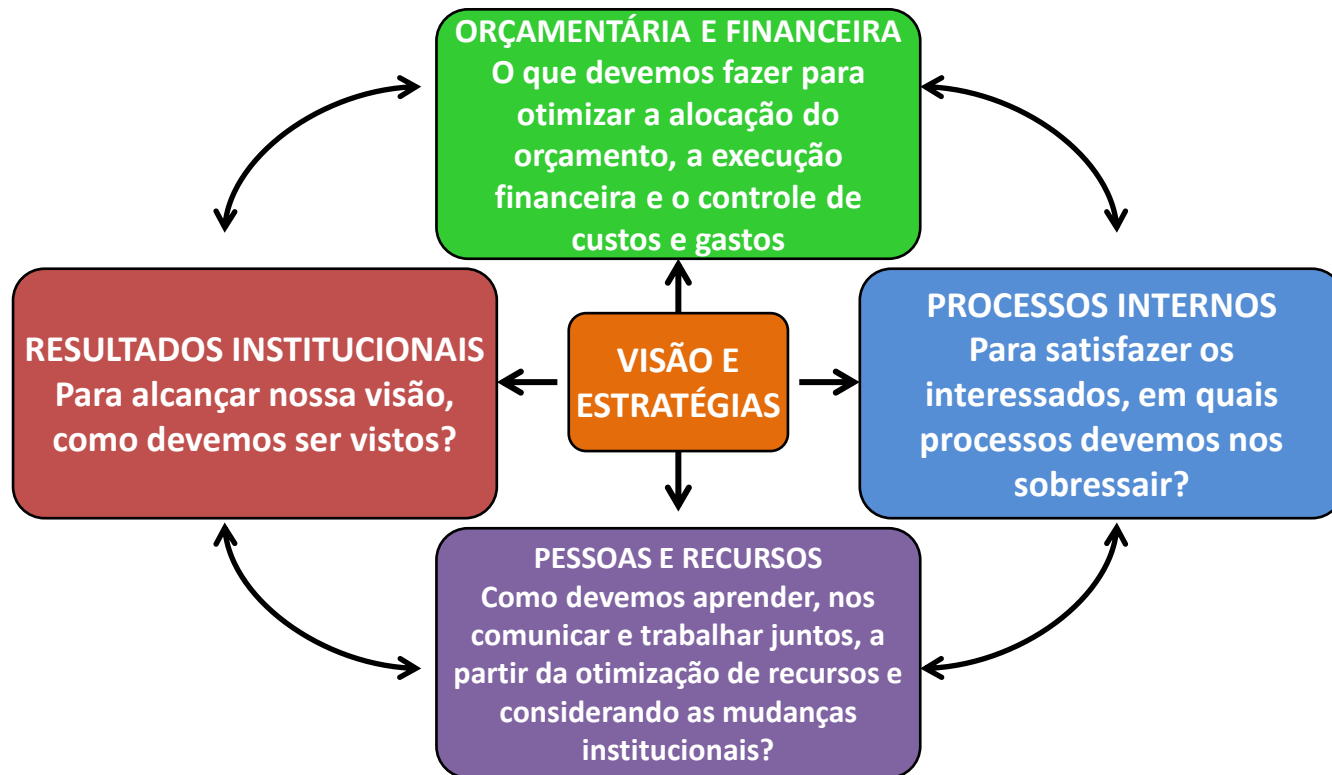 ORÇAMENTÁRIA E FINANCEIRA
O que devemos fazer para
otimizar a alocação do
orçamento, a execução
financeira e o controle de
custos e gastos
RESULTADOS INSTITUCIONAIS
Para alcançar nossa visão,
como devemos ser vistos?
VISÃO E
ESTRATÉGIAS
PROCESSOS INTERNOS
Para satisfazer os
interessados, em quais
processos devemos nos
sobressair?
PESSOAS E RECURSOS
Como devemos aprender, nos
comunicar e trabalhar juntos, a
partir da otimização de recursos e
considerando as mudanças
institucionais?